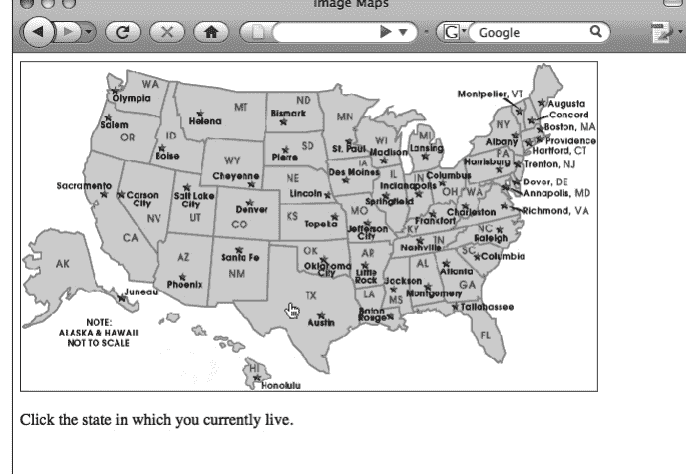 Image Maps
Google
WA
Olympia
MT
Helena
ND
Bismark
MN
Montpelier, VT
Augusta
Concord
Boston, MA
Providence
Hortford, CT
Salem
OR
ID
Boise
WY
Cheyenne
SD
Pierre
St. Paul
WI
Madison
MI
Lansing
NY
Albany
PA
Harrisburg
Trenton, NJ
Dover, DE
Annapolis, MD
Richmond, VA
Sacramento
Carson
City
NV
CA
Salt Lake
City
UT
Denver
CO
NE
Lincoln
KS
Topeka
IA
Des Moines
IL
Springfield
IN
Indianapolis
Columbus
OH
WA
Charleston
MO
Jefferson
City
KY
Frankfort
TN
Nashville
NC
Raleigh
SC
Columbia
AZ
Phoenix
Santa Fe
NM
OK
Oklahoma
City
AR
Little
Rock
TX
Austin
LA
Baton
Rouge
MS
Jackson
AL
Montgomery
Atlanta
GA
Tallahassee
FL
AK
Juneau
NOTE:
ALASKA & HAWAII
NOT TO SCALE
HI
Honolulu
Click the state in which you currently live.